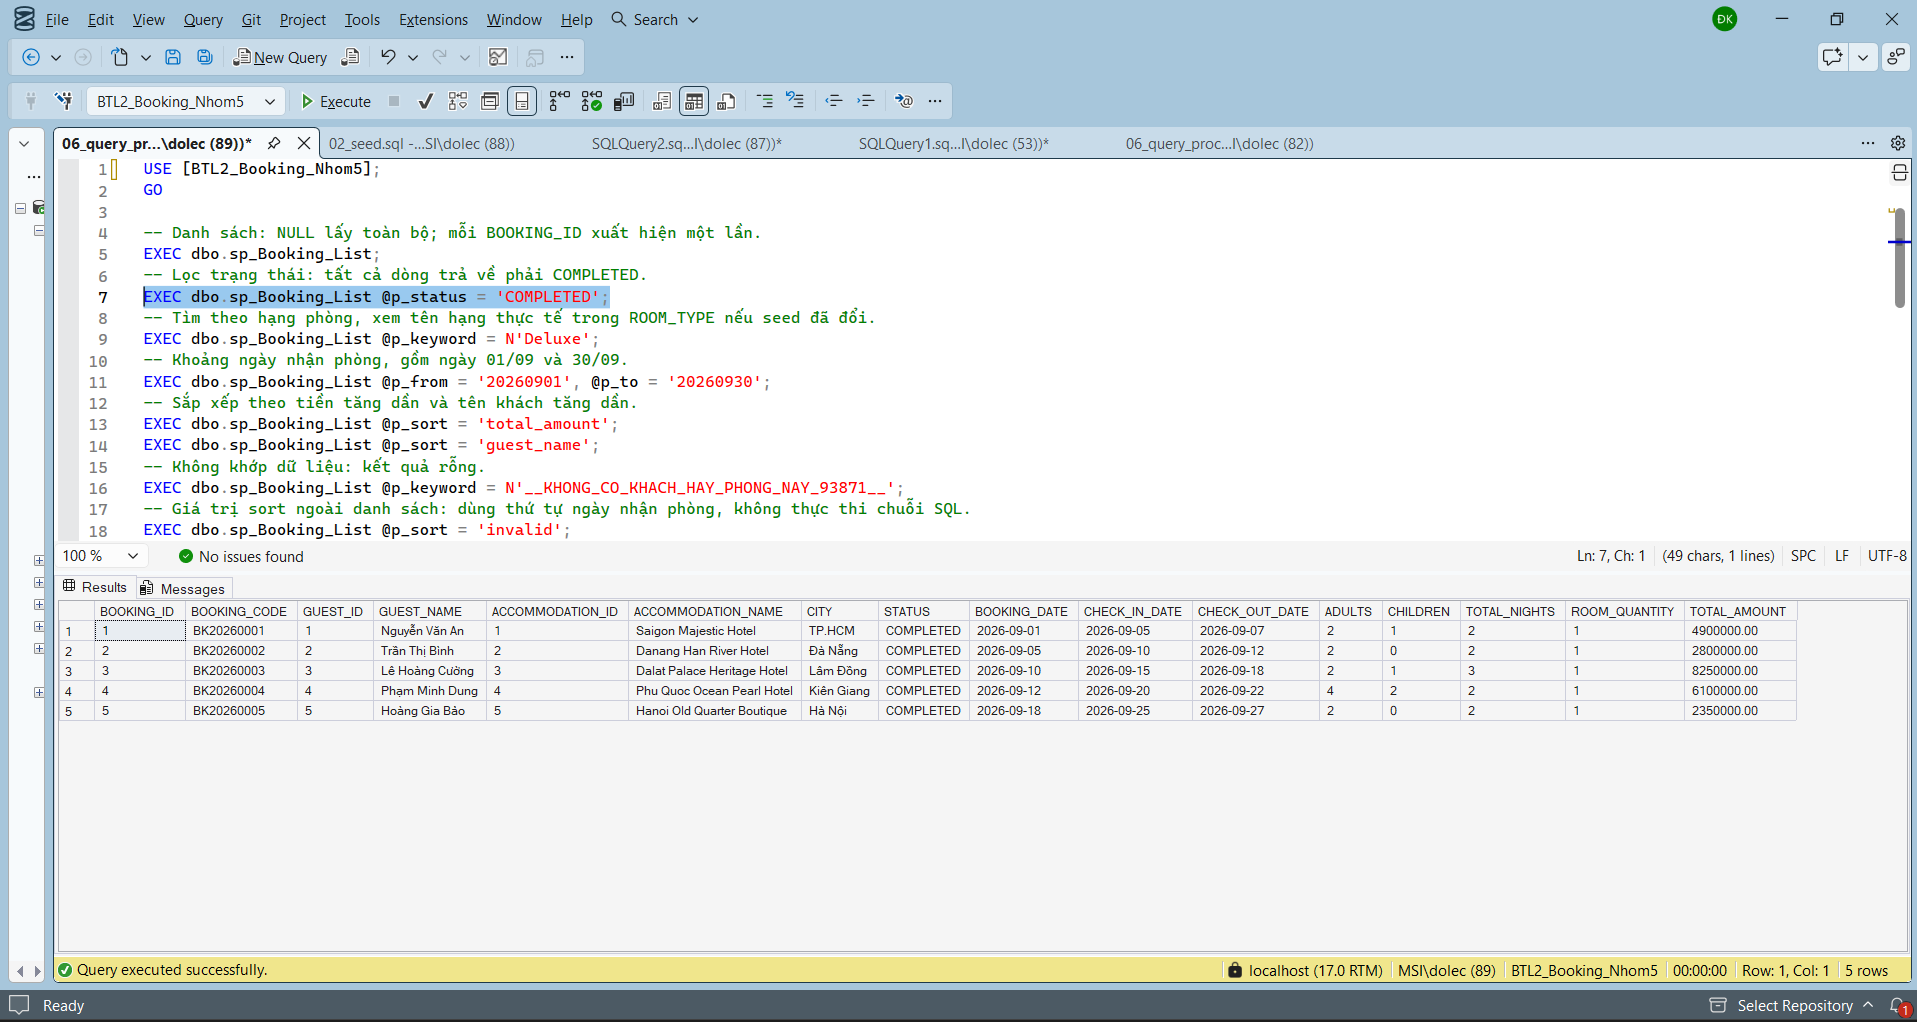 File Edit View Query Git Project Tools Extensions Window Help Search
ĐK
New Query
BTL2_Booking_Nhom5 Execute
06_query_pr...\dolec (89))* 02_seed.sql -...SI\dolec (88)) SQLQuery2.sq...I\dolec (87))* SQLQuery1.sq...I\dolec (53))* 06_query_proc...I\dolec (82))
1 USE [BTL2_Booking_Nhom5];
2 GO
3
4 -- Danh sách: NULL lấy toàn bộ; mỗi BOOKING_ID xuất hiện một lần.
5 EXEC dbo.sp_Booking_List;
6 -- Lọc trạng thái: tất cả dòng trả về phải COMPLETED.
7 EXEC dbo.sp_Booking_List @p_status = 'COMPLETED';
8 -- Tìm theo hạng phòng, xem tên hạng thực tế trong ROOM_TYPE nếu seed đã đổi.
9 EXEC dbo.sp_Booking_List @p_keyword = N'Deluxe';
10 -- Khoảng ngày nhận phòng, gồm ngày 01/09 và 30/09.
11 EXEC dbo.sp_Booking_List @p_from = '20260901', @p_to = '20260930';
12 -- Sắp xếp theo tiền tăng dần và tên khách tăng dần.
13 EXEC dbo.sp_Booking_List @p_sort = 'total_amount';
14 EXEC dbo.sp_Booking_List @p_sort = 'guest_name';
15 -- Không khớp dữ liệu: kết quả rỗng.
16 EXEC dbo.sp_Booking_List @p_keyword = N'__KHONG_CO_KHACH_HAY_PHONG_NAY_93871__';
17 -- Giá trị sort ngoài danh sách: dùng thứ tự ngày nhận phòng, không thực thi chuỗi SQL.
18 EXEC dbo.sp_Booking_List @p_sort = 'invalid';
100 % No issues found Ln: 7, Ch: 1 (49 chars, 1 lines) SPC LF UTF-8
Results Messages
BOOKING_ID BOOKING_CODE GUEST_ID GUEST_NAME ACCOMMODATION_ID ACCOMMODATION_NAME CITY STATUS BOOKING_DATE CHECK_IN_DATE CHECK_OUT_DATE ADULTS CHILDREN TOTAL_NIGHTS ROOM_QUANTITY TOTAL_AMOUNT
1 1 BK20260001 1 Nguyễn Văn An 1 Saigon Majestic Hotel TP.HCM COMPLETED 2026-09-01 2026-09-05 2026-09-07 2 1 2 1 4900000.00
2 2 BK20260002 2 Trần Thị Bình 2 Danang Han River Hotel Đà Nẵng COMPLETED 2026-09-05 2026-09-10 2026-09-12 2 0 2 1 2800000.00
3 3 BK20260003 3 Lê Hoàng Cường 3 Dalat Palace Heritage Hotel Lâm Đồng COMPLETED 2026-09-10 2026-09-15 2026-09-18 2 1 3 1 8250000.00
4 4 BK20260004 4 Phạm Minh Dung 4 Phu Quoc Ocean Pearl Hotel Kiên Giang COMPLETED 2026-09-12 2026-09-20 2026-09-22 4 2 2 1 6100000.00
5 5 BK20260005 5 Hoàng Gia Bảo 5 Hanoi Old Quarter Boutique Hà Nội COMPLETED 2026-09-18 2026-09-25 2026-09-27 2 0 2 1 2350000.00
Query executed successfully. localhost (17.0 RTM) MSI\dolec (89) BTL2_Booking_Nhom5 00:00:00 Row: 1, Col: 1 5 rows
Ready Select Repository 1